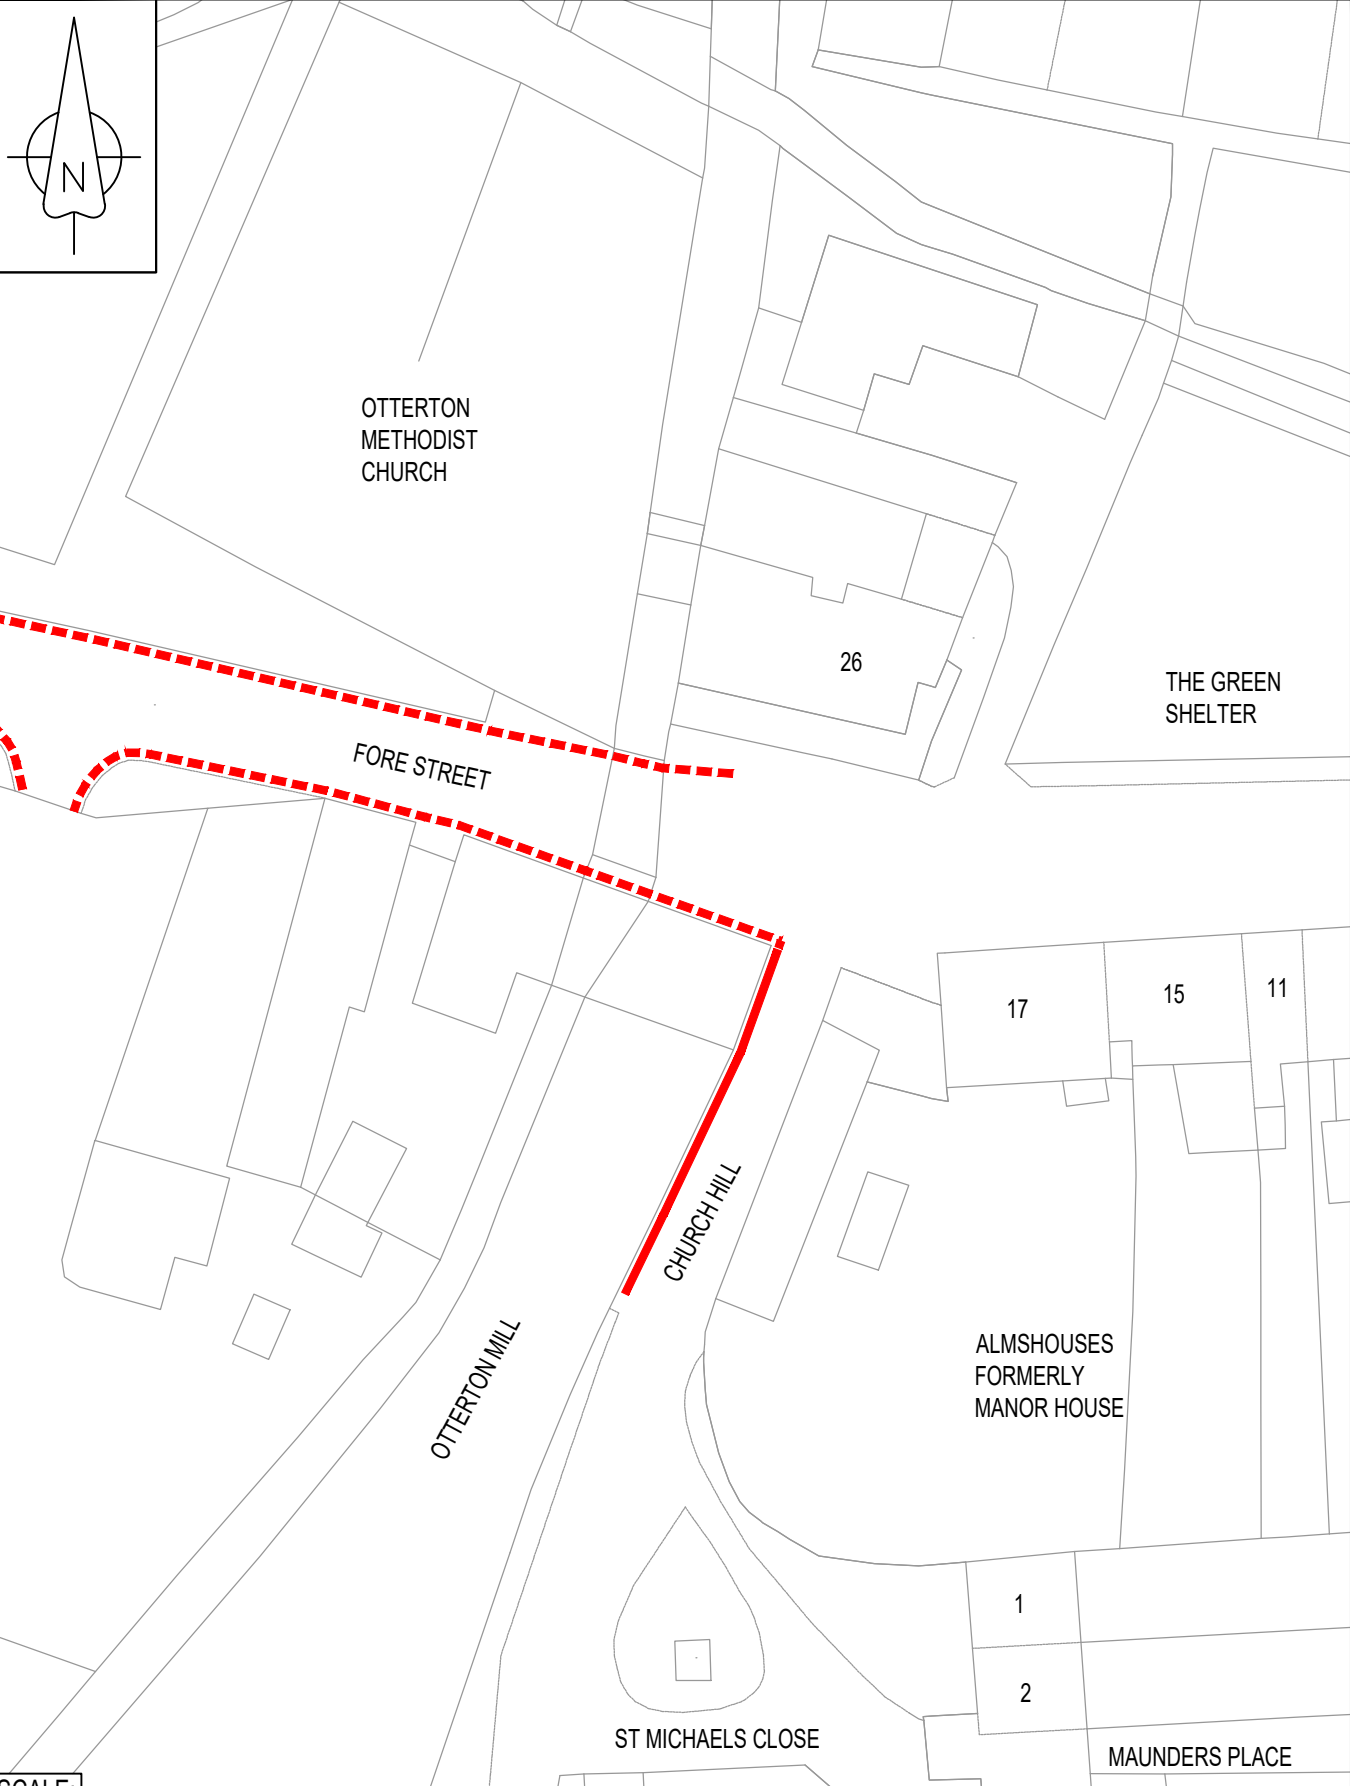 N
OTTERTON
METHODIST
CHURCH
26
THE GREEN
SHELTER
FORE STREET
17
15
11
CHURCH HILL
OTTERTON MILL
ALMSHOUSES
FORMERLY
MANOR HOUSE
1
2
ST MICHAELS CLOSE
MAUNDERS PLACE
SCALE: